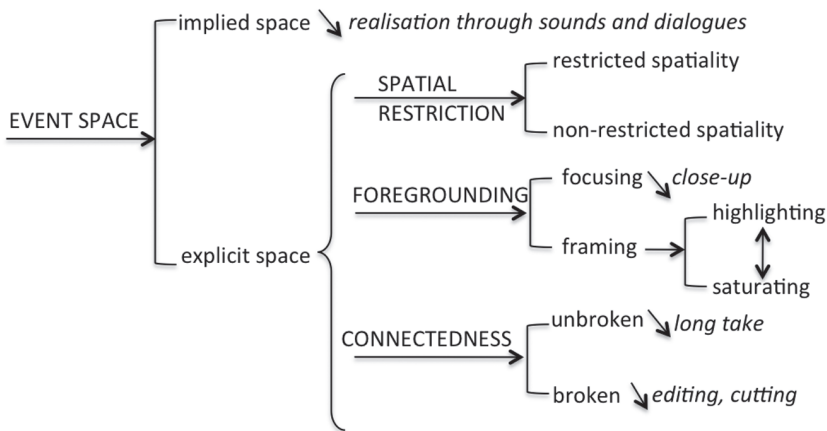 implied space
realisation through sounds and dialogues
EVENT SPACE
explicit space
SPATIAL
RESTRICTION
restricted spatiality
non-restricted spatiality
FOREGROUNDING
focusing
close-up
framing
highlighting
saturating
CONNECTEDNESS
unbroken
long take
broken
editing, cutting